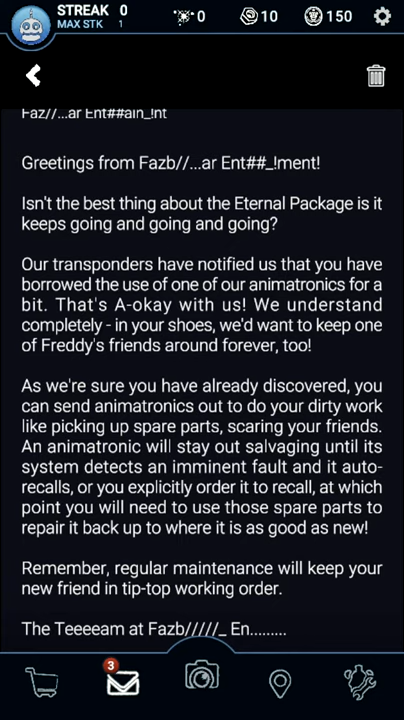 STREAK 0
MAX STK 1
0
10
150
Faz//...ar Ent##ain_!nt
Greetings from Fazb//...ar Ent##_!ment!
Isn't the best thing about the Eternal Package is it
keeps going and going and going?
Our transponders have notified us that you have
borrowed the use of one of our animatronics for a
bit. That's A-okay with us! We understand
completely - in your shoes, we'd want to keep one
of Freddy's friends around forever, too!
As we're sure you have already discovered, you
can send animatronics out to do your dirty work
like picking up spare parts, scaring your friends.
An animatronic will stay out salvaging until its
system detects an imminent fault and it auto-
recalls, or you explicitly order it to recall, at which
point you will need to use those spare parts to
repair it back up to where it is as good as new!
Remember, regular maintenance will keep your
new friend in tip-top working order.
The Teeeeam at Fazb/////_ En.........
3